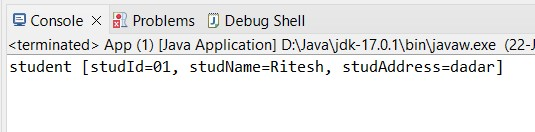 Console Problems Debug Shell
<terminated> App (1) [Java Application] D:\Java\jdk-17.0.1\bin\javaw.exe (22-J
student [studId=01, studName=Ritesh, studAddress=dadar]